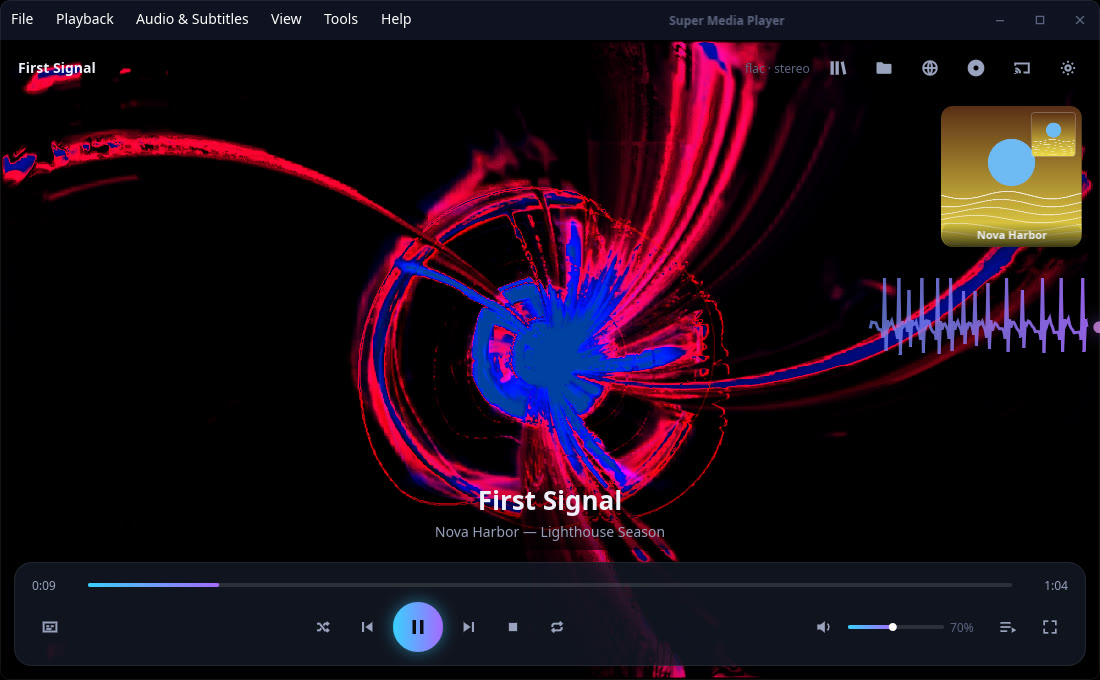 File Playback Audio & Subtitles View Tools Help Super Media Player
First Signal flac · stereo
Nova Harbor
First Signal
Nova Harbor — Lighthouse Season
0:09 1:04
70%